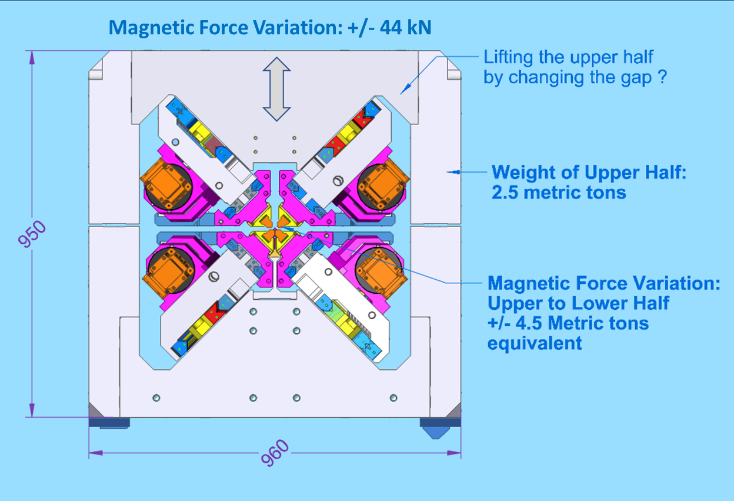 Magnetic Force Variation: +/- 44 kN
Lifting the upper half
by changing the gap ?
Weight of Upper Half:
2.5 metric tons
950
Magnetic Force Variation:
Upper to Lower Half
+/- 4.5 Metric tons
equivalent
960